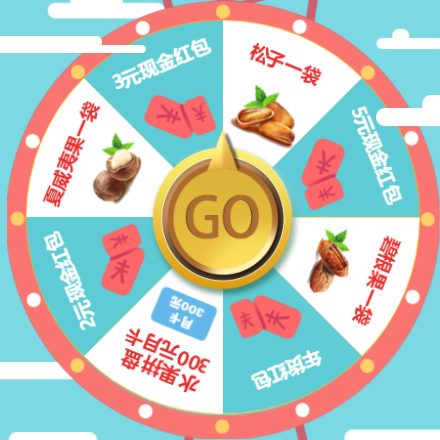 松子一袋
5元现金红包
碧根果一袋
年货红包
水果拼盘
300元月卡
月卡
300元
2元现金红包
夏威夷果一袋
3元现金红包
GO